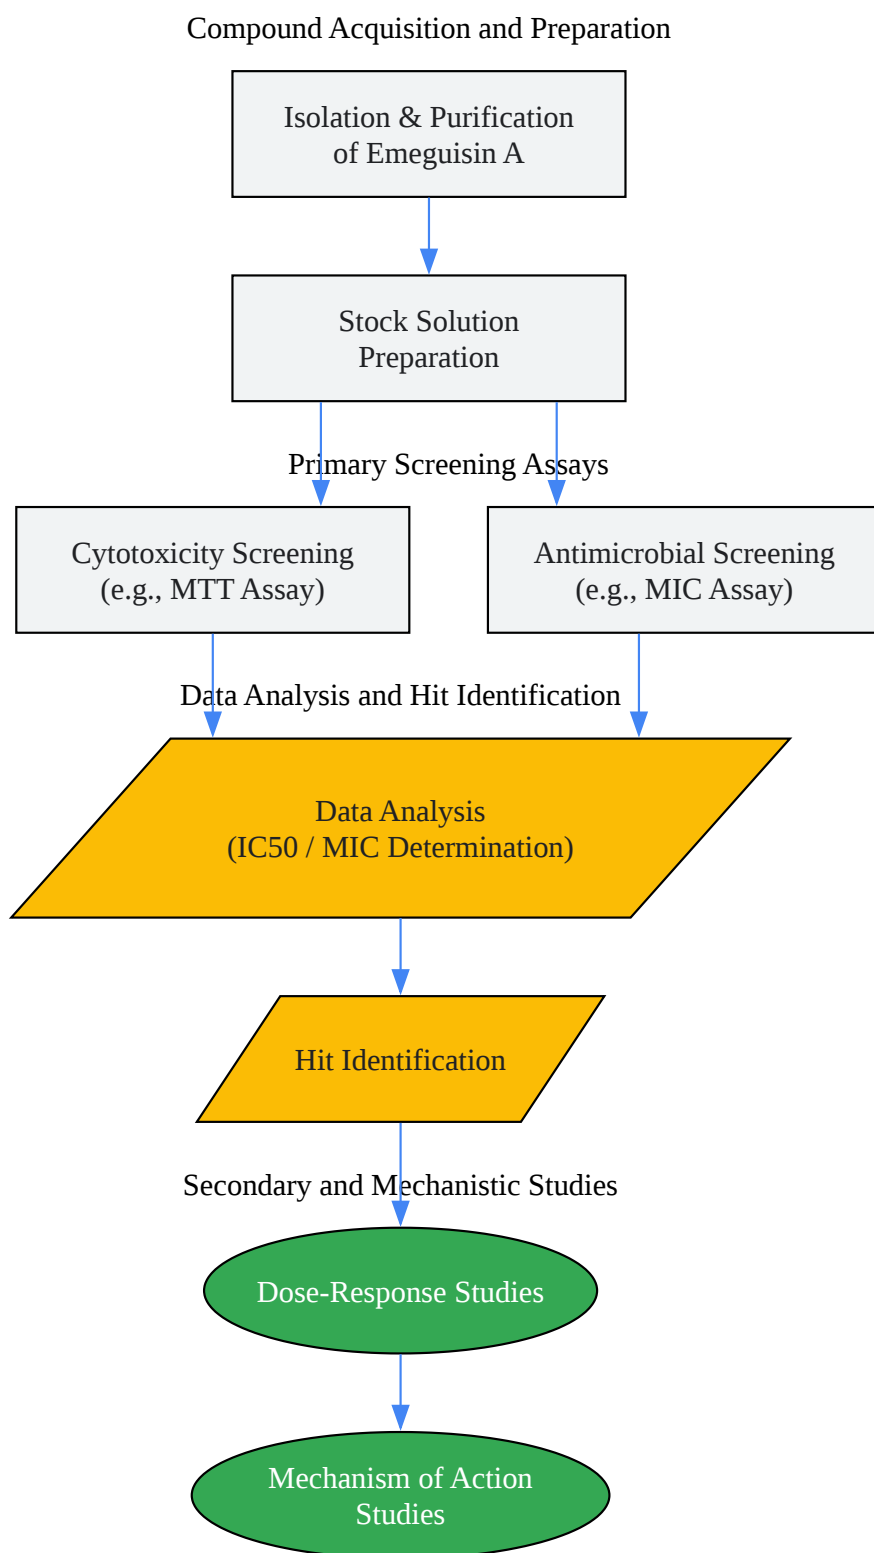 Compound Acquisition and Preparation
Isolation & Purification
of Emeguisin A
Stock Solution
Preparation
Primary Screening Assays
Cytotoxicity Screening
(e.g., MTT Assay)
Antimicrobial Screening
(e.g., MIC Assay)
Data Analysis and Hit Identification
Data Analysis
(IC50 / MIC Determination)
Hit Identification
Secondary and Mechanistic Studies
Dose-Response Studies
Mechanism of Action
Studies